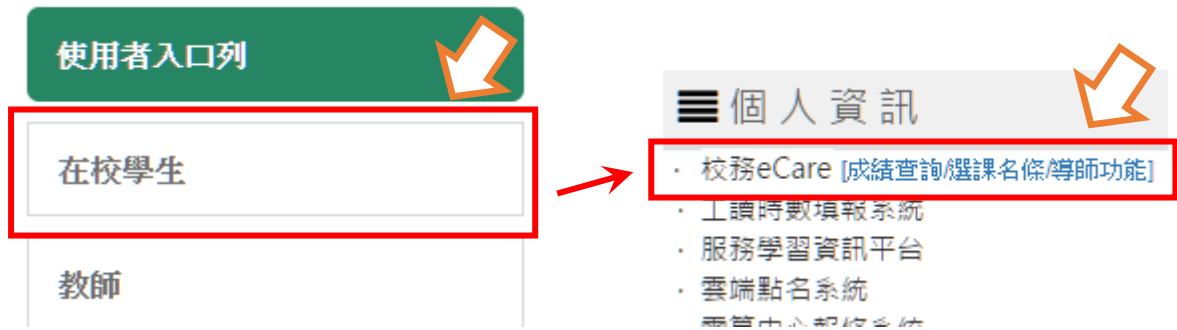 使用者入口列
在校學生
教師
個人資訊
· 校務eCare [成績查詢/選課名條/導師功能]
· 工讀時數填報系統
· 服務學習資訊平台
· 雲端點名系統